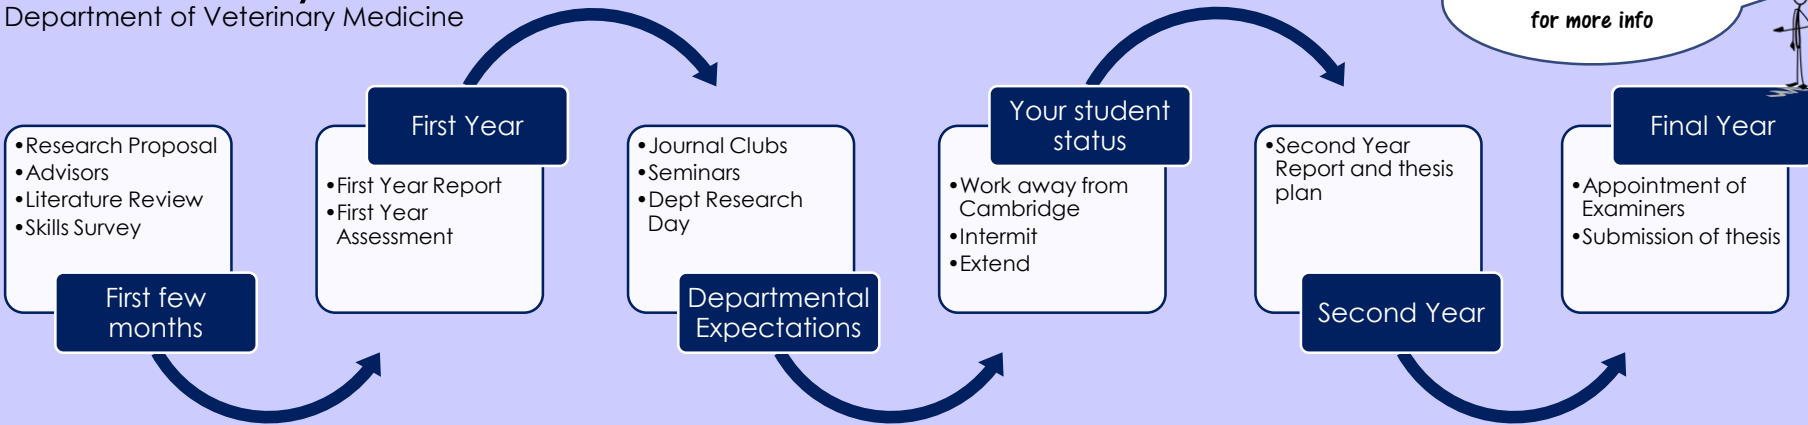 Department of Veterinary Medicine
for more info
•Research Proposal
•Advisors
•Literature Review
•Skills Survey
First few
months
First Year
•First Year Report
•First Year
Assessment
•Journal Clubs
•Seminars
•Dept Research
Day
Departmental
Expectations
Your student
status
•Work away from
Cambridge
•Intermit
•Extend
•Second Year
Report and thesis
plan
Second Year
Final Year
•Appointment of
Examiners
•Submission of thesis